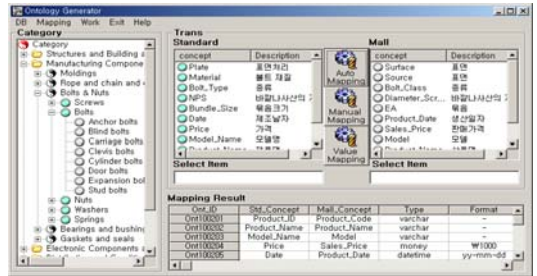 Ontology Generator
DB Mapping Work Exit Help
Category
Category
Structures and Building a
Manufacturing Compone
Moldings
Rope and chain and
Bolts & Nuts
Screws
Bolts
Anchor bolts
Blind bolts
Carriage bolts
Clevis bolts
Cylinder bolts
Door bolts
Expansion bol
Stud bolts
Nuts
Washers
Springs
Bearings and bushin
Gaskets and seals
Electronic Components
Trans
Standard
concept Description
Plate 표면처리
Material 볼트 재질
Bolt_Type 종류
NPS 바깥나사산의
Bundle_Size 묶음크기
Date 제조날자
Price 가격
Model_Name 모델명
Select Item
Auto Mapping
Manual Mapping
Value Mapping
Mall
concept Description
Surface 표면
Source 표면
Bolt_Class 종류
Diameter_Scr... 바깥나사산의
EA 묶음
Product_Date 생산일자
Sales_Price 판매가격
Model 모델
Select Item
Mapping Result
Ont_ID Std_Concept Mall_Concept Type Format
Ont100201 Product_ID Product_Code varchar -
Ont100202 Product_Name Product_Name varchar -
Ont100203 Model_Name Model varchar -
Ont100204 Price Sales_Price money ₩1000
Ont100205 Date Product_Date datetime yy-mm-dd